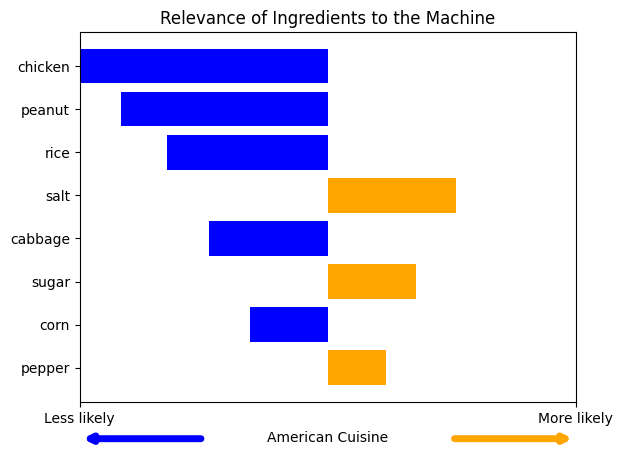 Relevance of Ingredients to the Machine
chicken
peanut
rice
salt
cabbage
sugar
corn
pepper
Less likely
More likely
American Cuisine